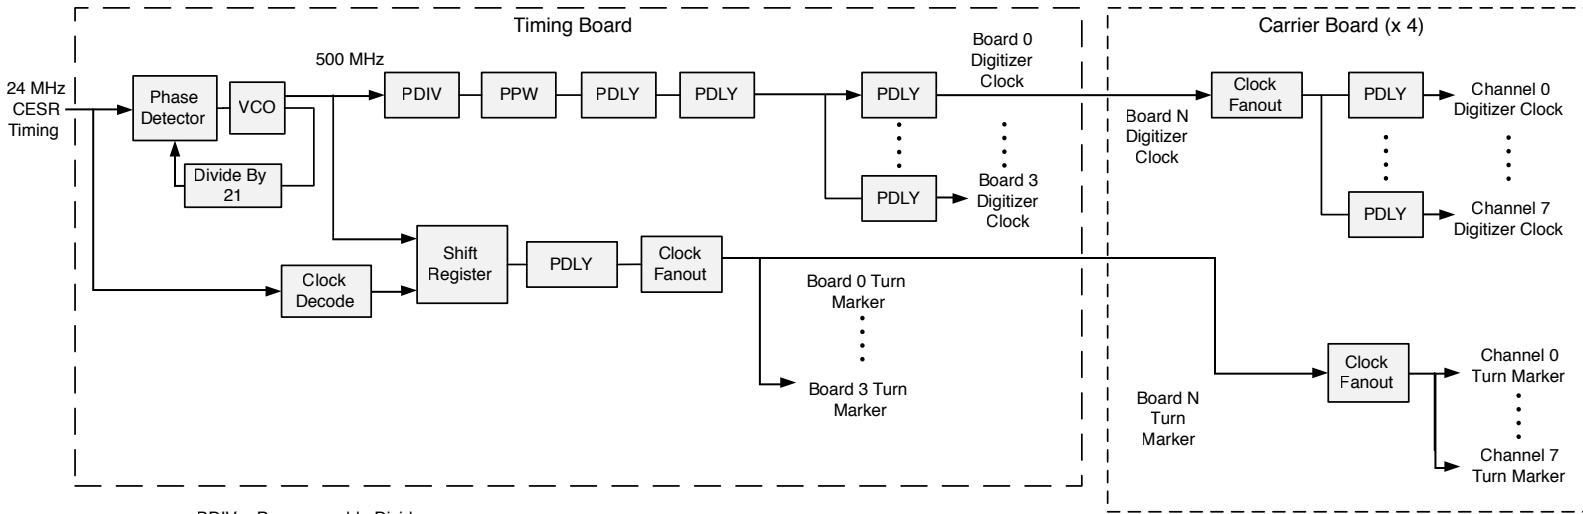 Timing Board
Carrier Board (x 4)
24 MHz
CESR
Timing
Phase
Detector
VCO
Divide By
21
500 MHz
PDIV
PPW
PDLY
PDLY
PDLY
Board 0
Digitizer
Clock
PDLY
Board 3
Digitizer
Clock
Board N
Digitizer
Clock
Clock
Fanout
PDLY
Channel 0
Digitizer Clock
PDLY
Channel 7
Digitizer Clock
Clock
Decode
Shift
Register
PDLY
Clock
Fanout
Board 0 Turn
Marker
Board 3 Turn
Marker
Board N
Turn
Marker
Clock
Fanout
Channel 0
Turn Marker
Channel 7
Turn Marker